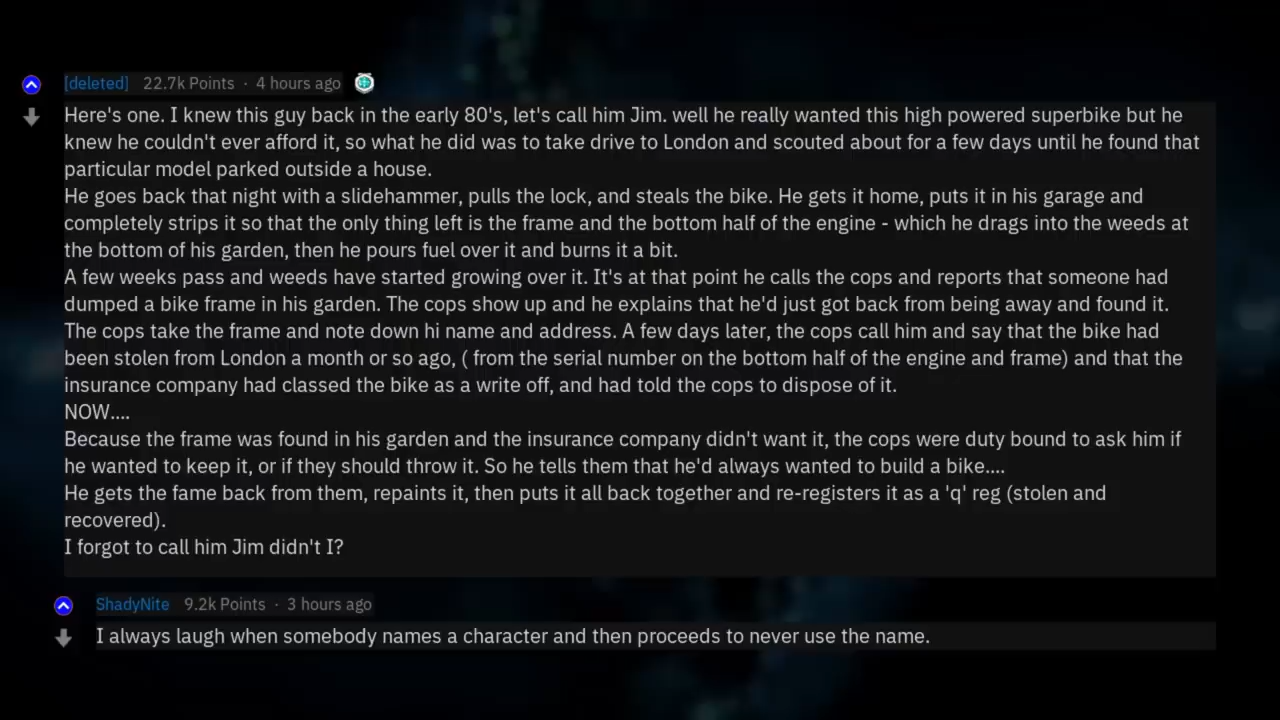 [deleted] 22.7k Points · 4 hours ago
Here's one. I knew this guy back in the early 80's, let's call him Jim. well he really wanted this high powered superbike but he
knew he couldn't ever afford it, so what he did was to take drive to London and scouted about for a few days until he found that
particular model parked outside a house.
He goes back that night with a slidehammer, pulls the lock, and steals the bike. He gets it home, puts it in his garage and
completely strips it so that the only thing left is the frame and the bottom half of the engine - which he drags into the weeds at
the bottom of his garden, then he pours fuel over it and burns it a bit.
A few weeks pass and weeds have started growing over it. It's at that point he calls the cops and reports that someone had
dumped a bike frame in his garden. The cops show up and he explains that he'd just got back from being away and found it.
The cops take the frame and note down hi name and address. A few days later, the cops call him and say that the bike had
been stolen from London a month or so ago, ( from the serial number on the bottom half of the engine and frame) and that the
insurance company had classed the bike as a write off, and had told the cops to dispose of it.
NOW....
Because the frame was found in his garden and the insurance company didn't want it, the cops were duty bound to ask him if
he wanted to keep it, or if they should throw it. So he tells them that he'd always wanted to build a bike....
He gets the fame back from them, repaints it, then puts it all back together and re-registers it as a 'q' reg (stolen and
recovered).
I forgot to call him Jim didn't I?
ShadyNite 9.2k Points · 3 hours ago
I always laugh when somebody names a character and then proceeds to never use the name.